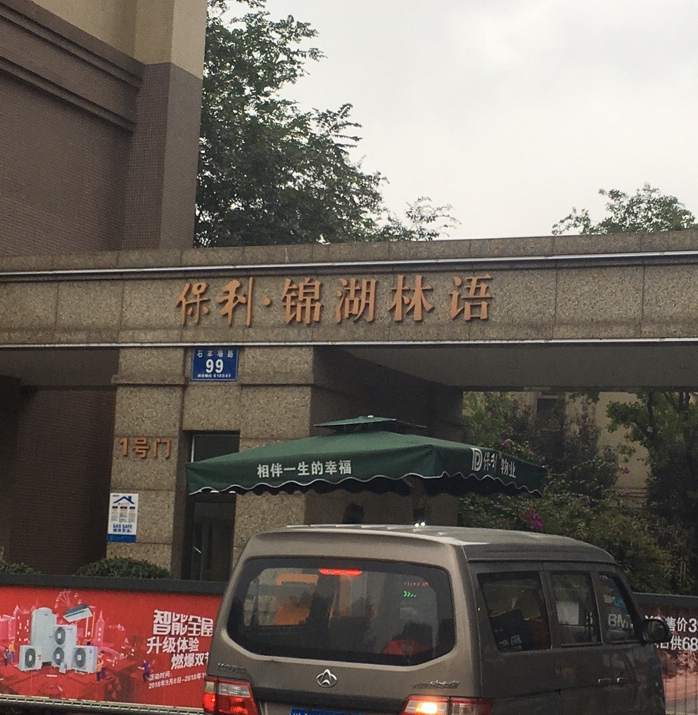 保利·锦湖林语
石羊场路
99
1号门
相伴一生的幸福
保利物业
智能全屋
升级体验
燃爆双节